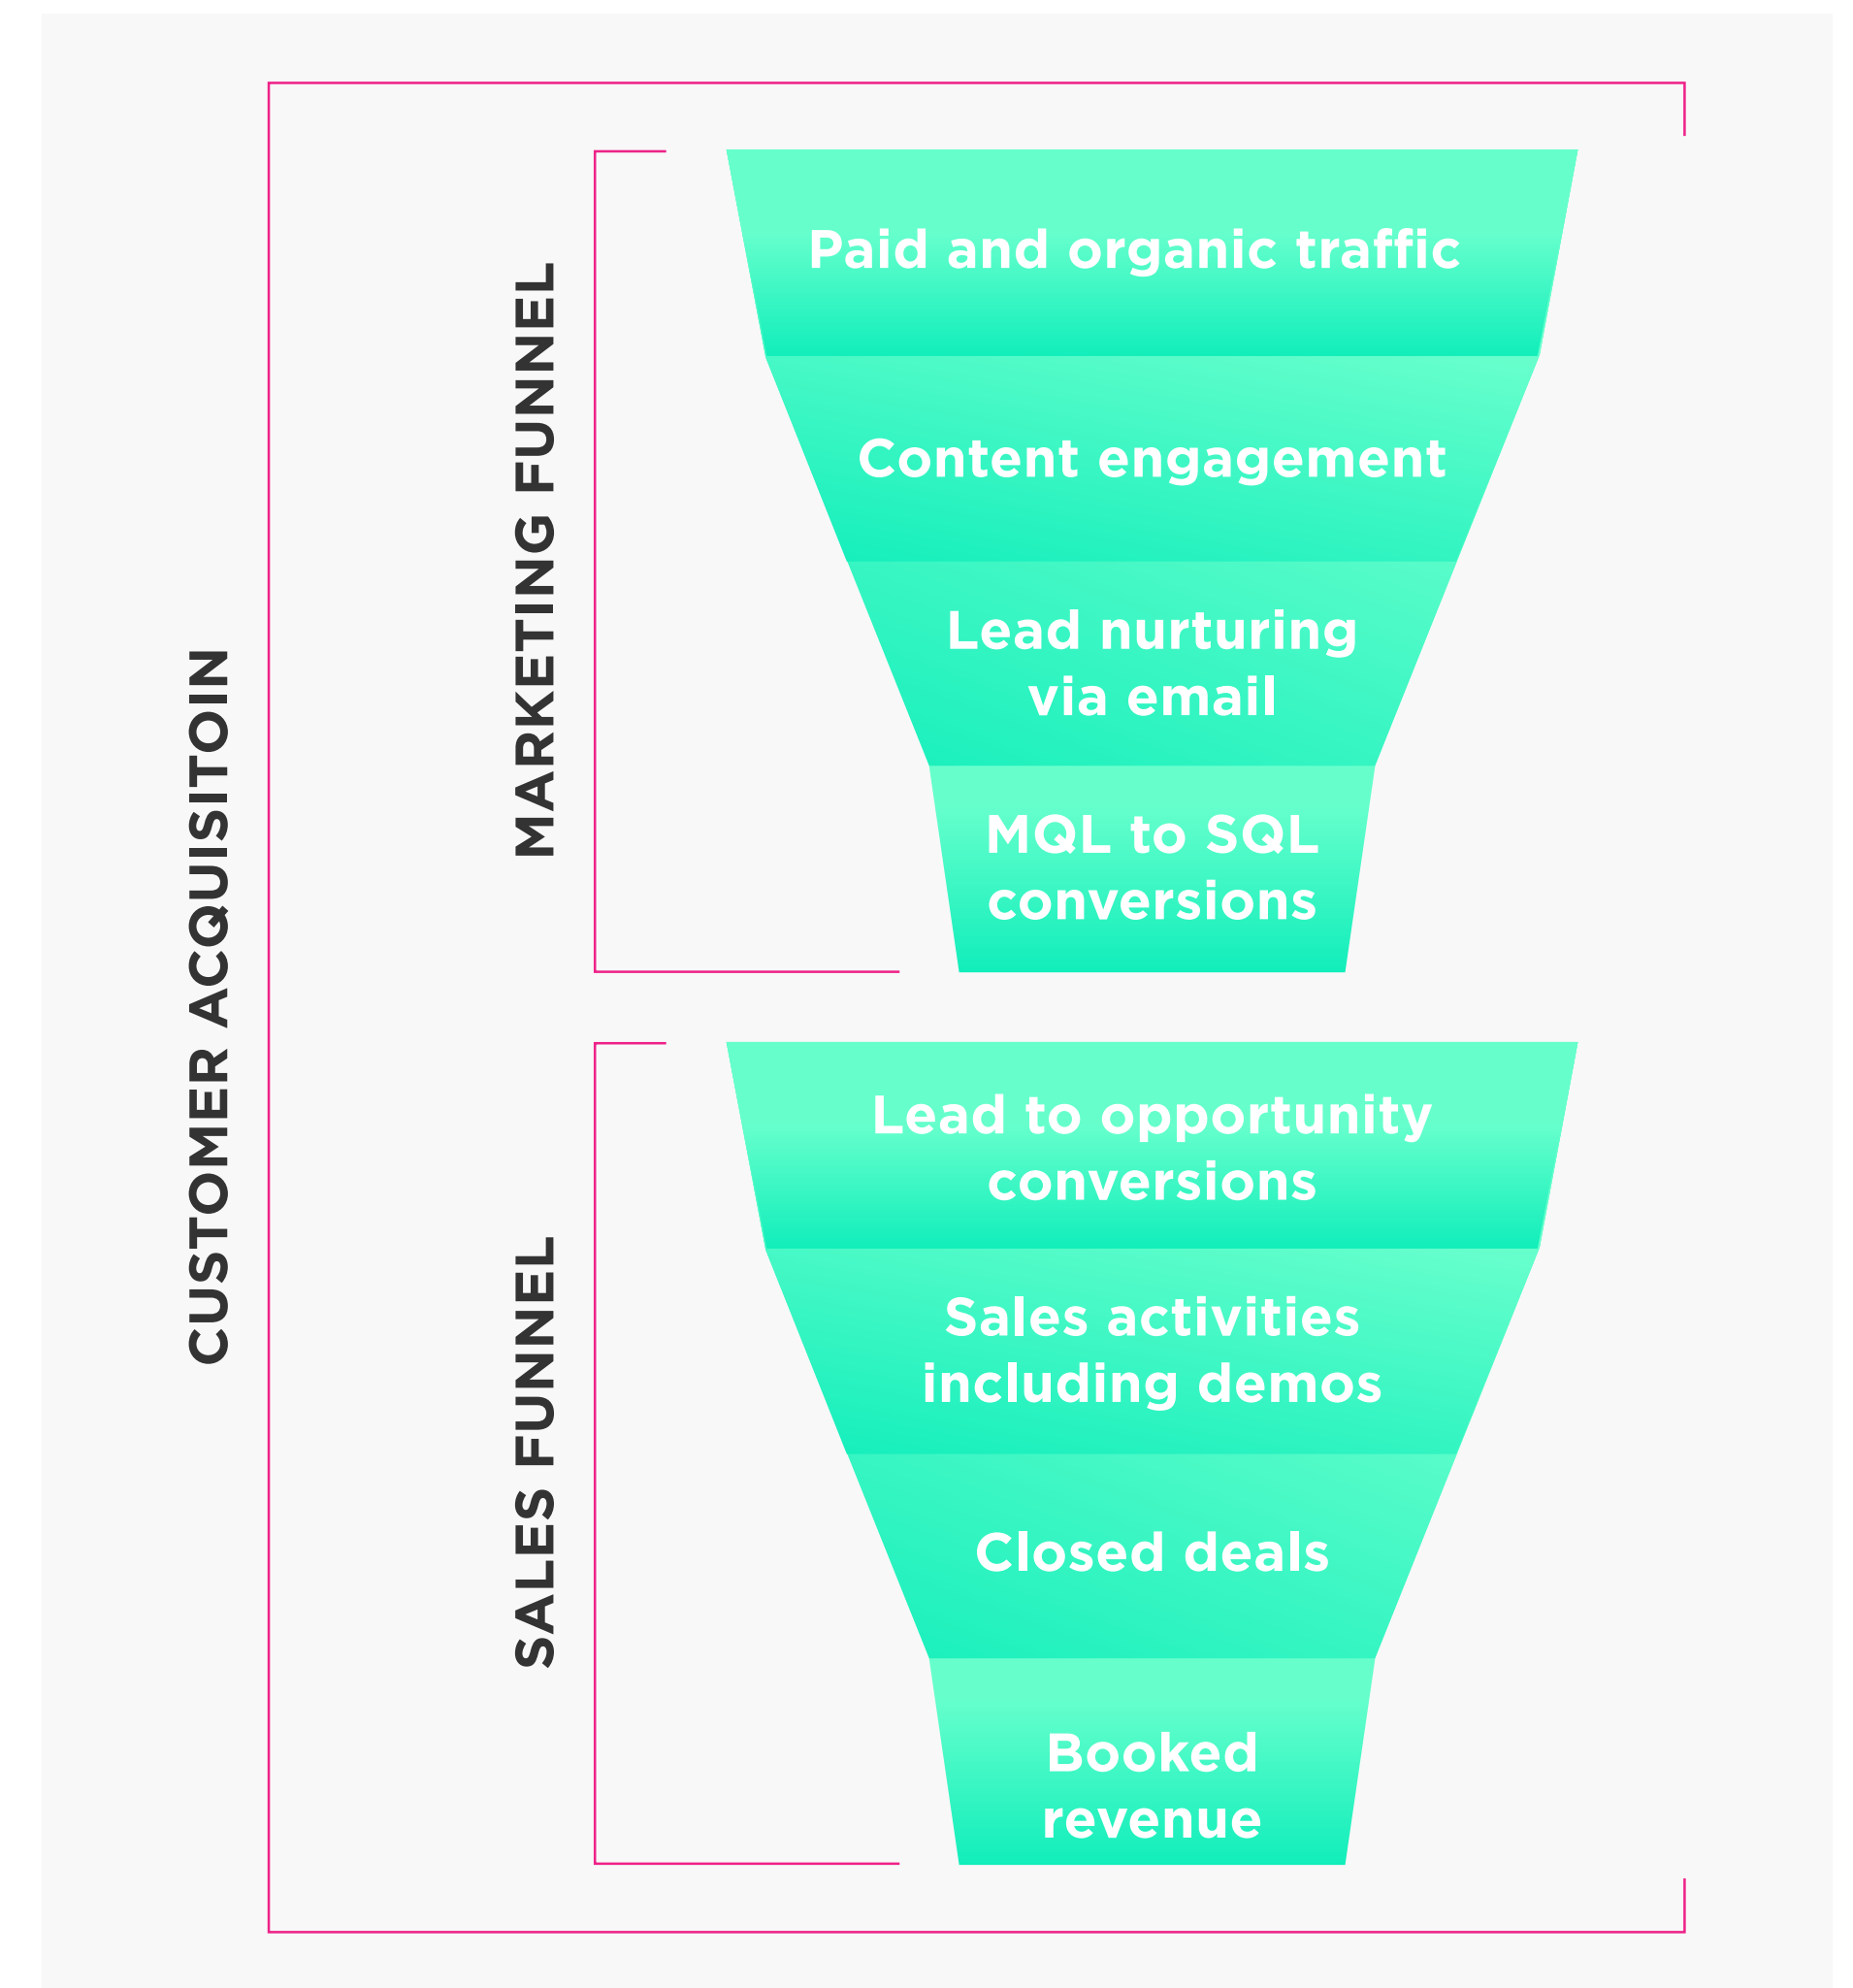 CUSTOMER ACQUISITOIN
MARKETING FUNNEL
Paid and organic traffic
Content engagement
Lead nurturing
via email
MQL to SQL
conversions
SALES FUNNEL
Lead to opportunity
conversions
Sales activities
including demos
Closed deals
Booked
revenue